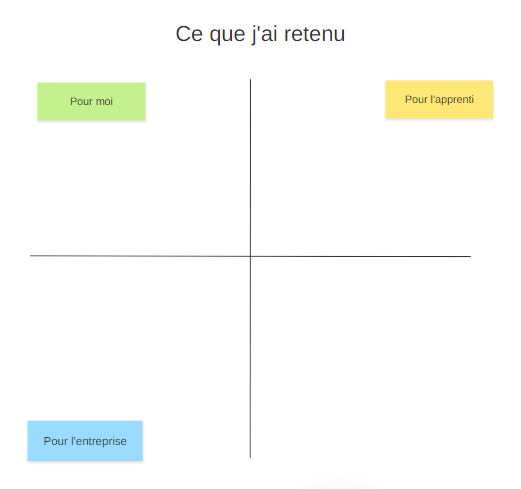 Ce que j'ai retenu
Pour moi
Pour l'apprenti
Pour l'entreprise